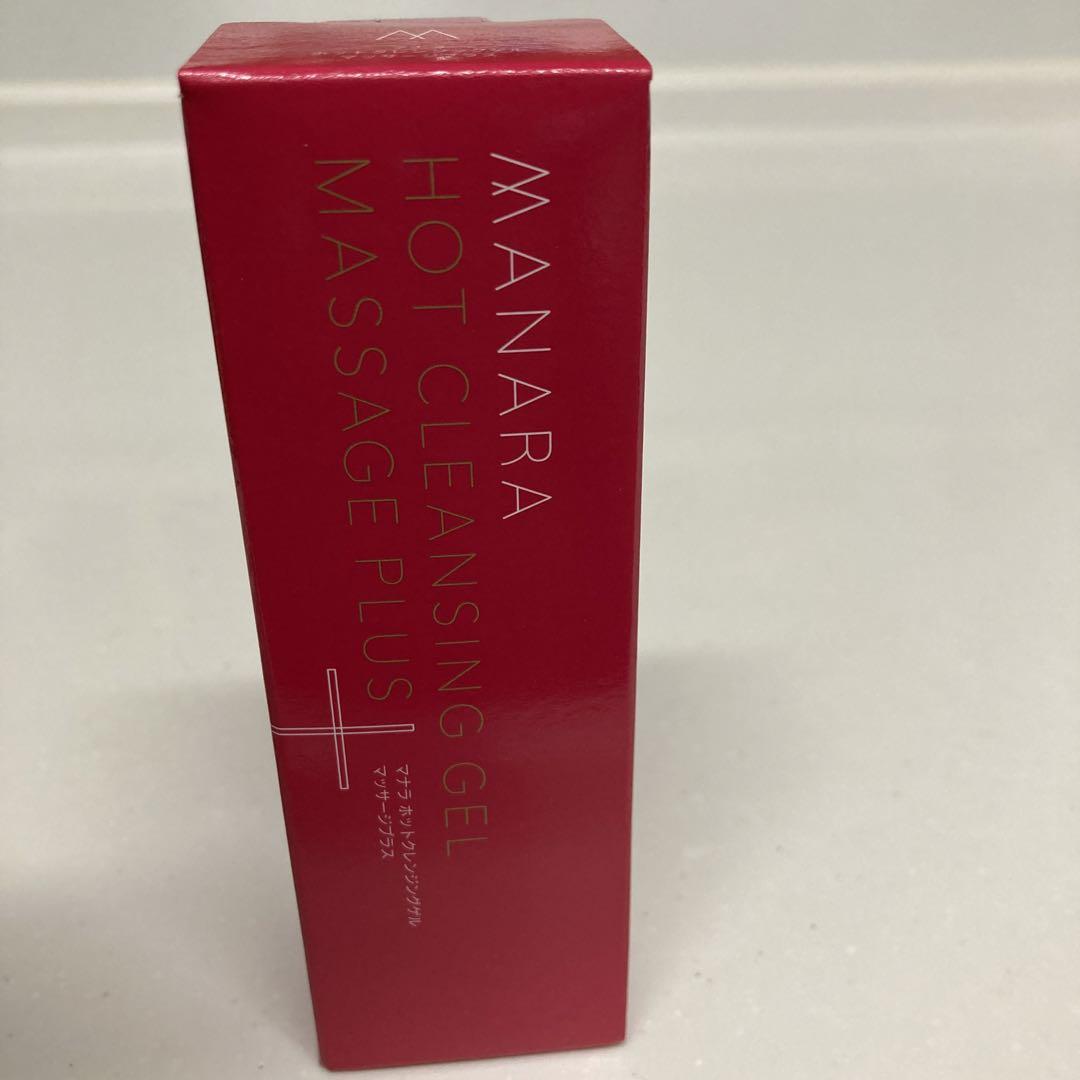 MANARA
HOT CLEANSING GEL
MASSAGE PLUS
マナラ ホットクレンジングゲル
マッサージプラス